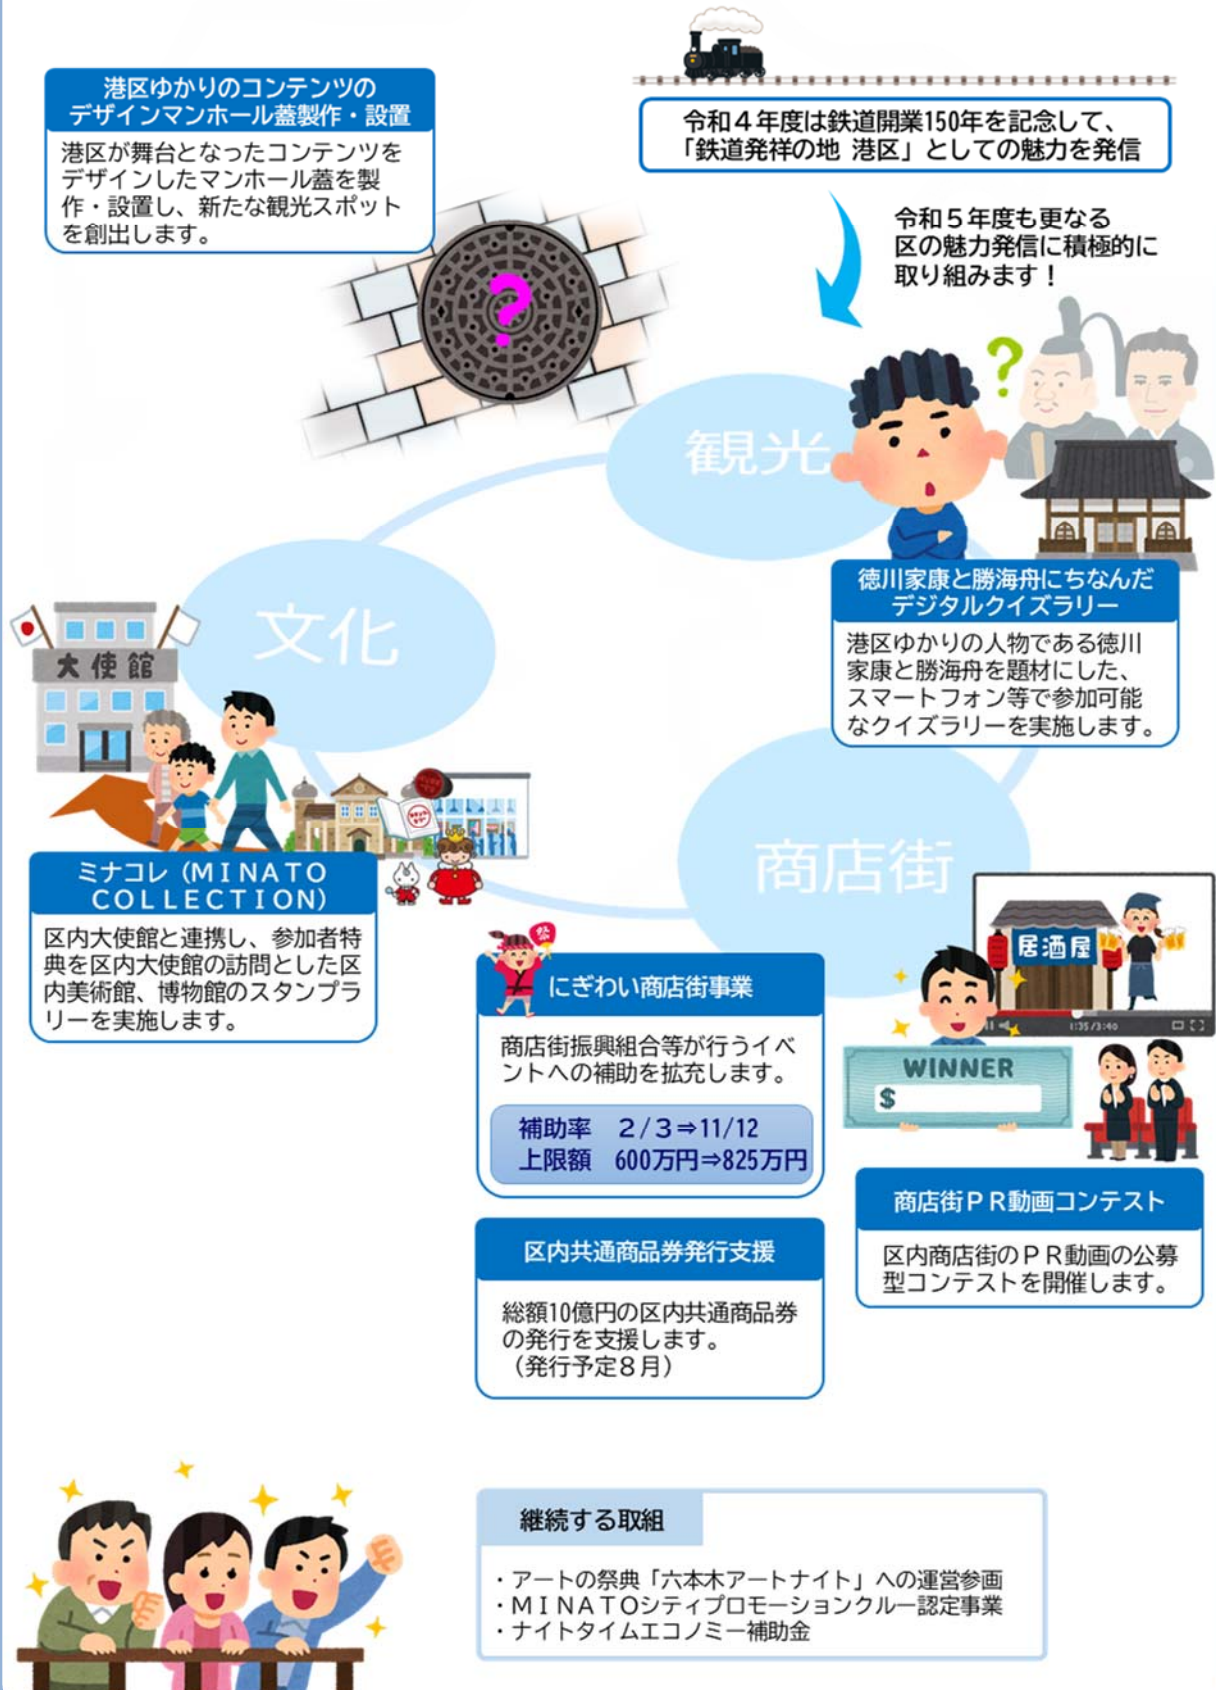 令和４年度は鉄道開業150年を記念して、
「鉄道発祥の地 港区」としての魅力を発信
令和５年度も更なる
区の魅力発信に積極的に
取り組みます！
港区ゆかりのコンテンツの
デザインマンホール蓋製作・設置
港区が舞台となったコンテンツを
デザインしたマンホール蓋を製
作・設置し、新たな観光スポット
を創出します。
?
?
観光
徳川家康と勝海舟にちなんだ
デジタルクイズラリー
港区ゆかりの人物である徳川
家康と勝海舟を題材にした、
スマートフォン等で参加可能
なクイズラリーを実施します。
文化
大使館
ミナコレ（ＭＩＮＡＴＯ
ＣＯＬＬＥＣＴＩＯＮ）
区内大使館と連携し、参加者特
典を区内大使館の訪問とした区
内美術館、博物館のスタンプラ
リーを実施します。
商店街
居酒屋
1:35/3:40
WINNER
$
祭
にぎわい商店街事業
商店街振興組合等が行うイベ
ントへの補助を拡充します。
補助率　２/３⇒11/12
上限額　600万円⇒825万円
区内共通商品券発行支援
総額10億円の区内共通商品券
の発行を支援します。
（発行予定８月）
商店街ＰＲ動画コンテスト
区内商店街のＰＲ動画の公募
型コンテストを開催します。
継続する取組
・アートの祭典「六本木アートナイト」への運営参画
・ＭＩＮＡＴＯシティプロモーションクルー認定事業
・ナイトタイムエコノミー補助金